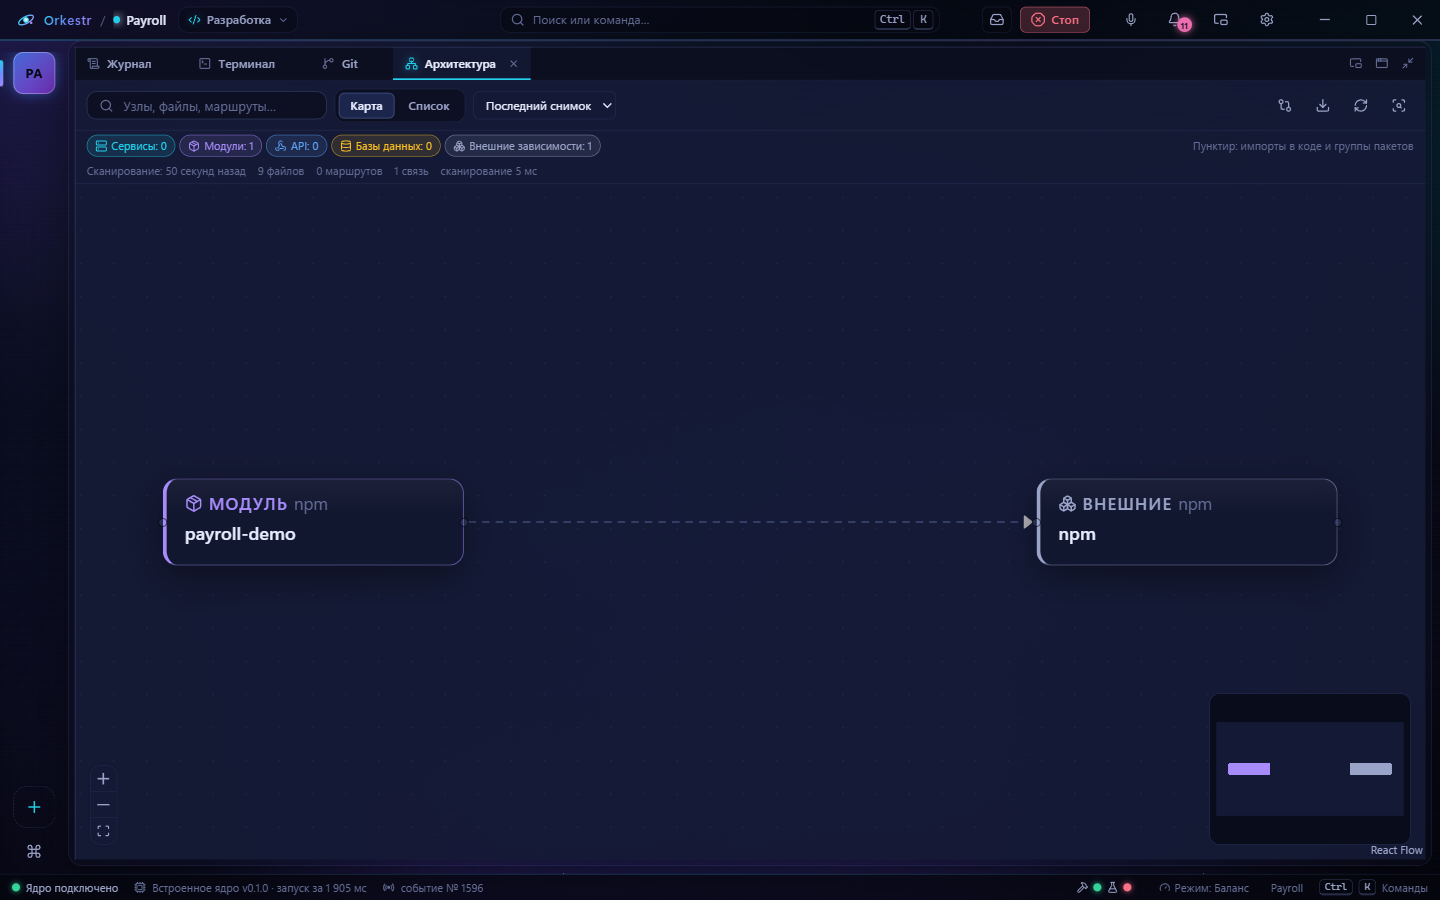 Orkestr / Payroll Разработка Поиск или команда... Ctrl K Стоп 11
PA
Журнал Терминал Git Архитектура
Узлы, файлы, маршруты... Карта Список Последний снимок
Сервисы: 0 Модули: 1 API: 0 Базы данных: 0 Внешние зависимости: 1 Пунктир: импорты в коде и группы пакетов
Сканирование: 50 секунд назад 9 файлов 0 маршрутов 1 связь сканирование 5 мс
МОДУЛЬ npm
payroll-demo
ВНЕШНИЕ npm
npm
React Flow
Ядро подключено Встроенное ядро v0.1.0 · запуск за 1 905 мс событие № 1596 Режим: Баланс Payroll Ctrl K Команды